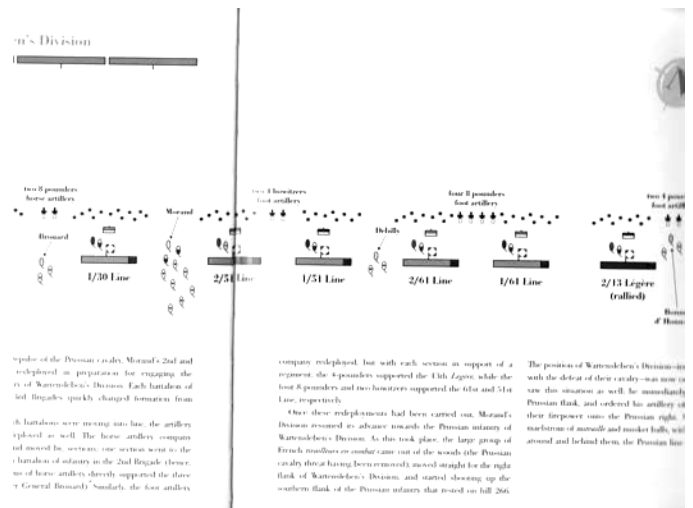 en's Division
two 8 pounders
horse artillery
two 4 howitzers
foot artillery
four 8 pounders
foot artillery
two 4 pounders
foot artillery
Brouard
Morand
Debilly
1/30 Line
2/51 Line
1/51 Line
2/61 Line
1/61 Line
2/13 Légère
(rallied)
d'Honn
repulse of the Prussian cavalry, Morand's 2nd and
redeployed in preparation for engaging the
of Wartensleben's Division. Each battalion of
ied Brigades quickly changed formation from
battalions were moving into line, the artillery
deployed as well. The horse artillery company
and moved by sections; one section went to the
battalion of infantry in the 2nd Brigade
of horse artillery directly supported the three
General Brossard). Similarly, the foot artillery
company redeployed, but with each section in support of a
regiment: the 4-pounders supported the 13th Légère, while the
four 8-pounders and two howitzers supported the 61st and 51st
Line, respectively.
Once these redeployments had been carried out, Morand's
Division resumed its advance towards the Prussian infantry of
Wartensleben's Division. As this took place, the large group of
French tirailleurs en combat came out of the woods (the Prussian
cavalry threat having been removed), moved straight for the right
flank of Wartensleben's Division, and started shooting up the
southern flank of the Prussian infantry that rested on hill 266.
The position of Wartensleben's Division
with the defeat of their cavalry—was now
saw this situation as well; he immediately
Prussian flank, and ordered his artillery
their firepower onto the Prussian right.
maelstrom of mitraille and musket balls,
around and behind them, the Prussian line